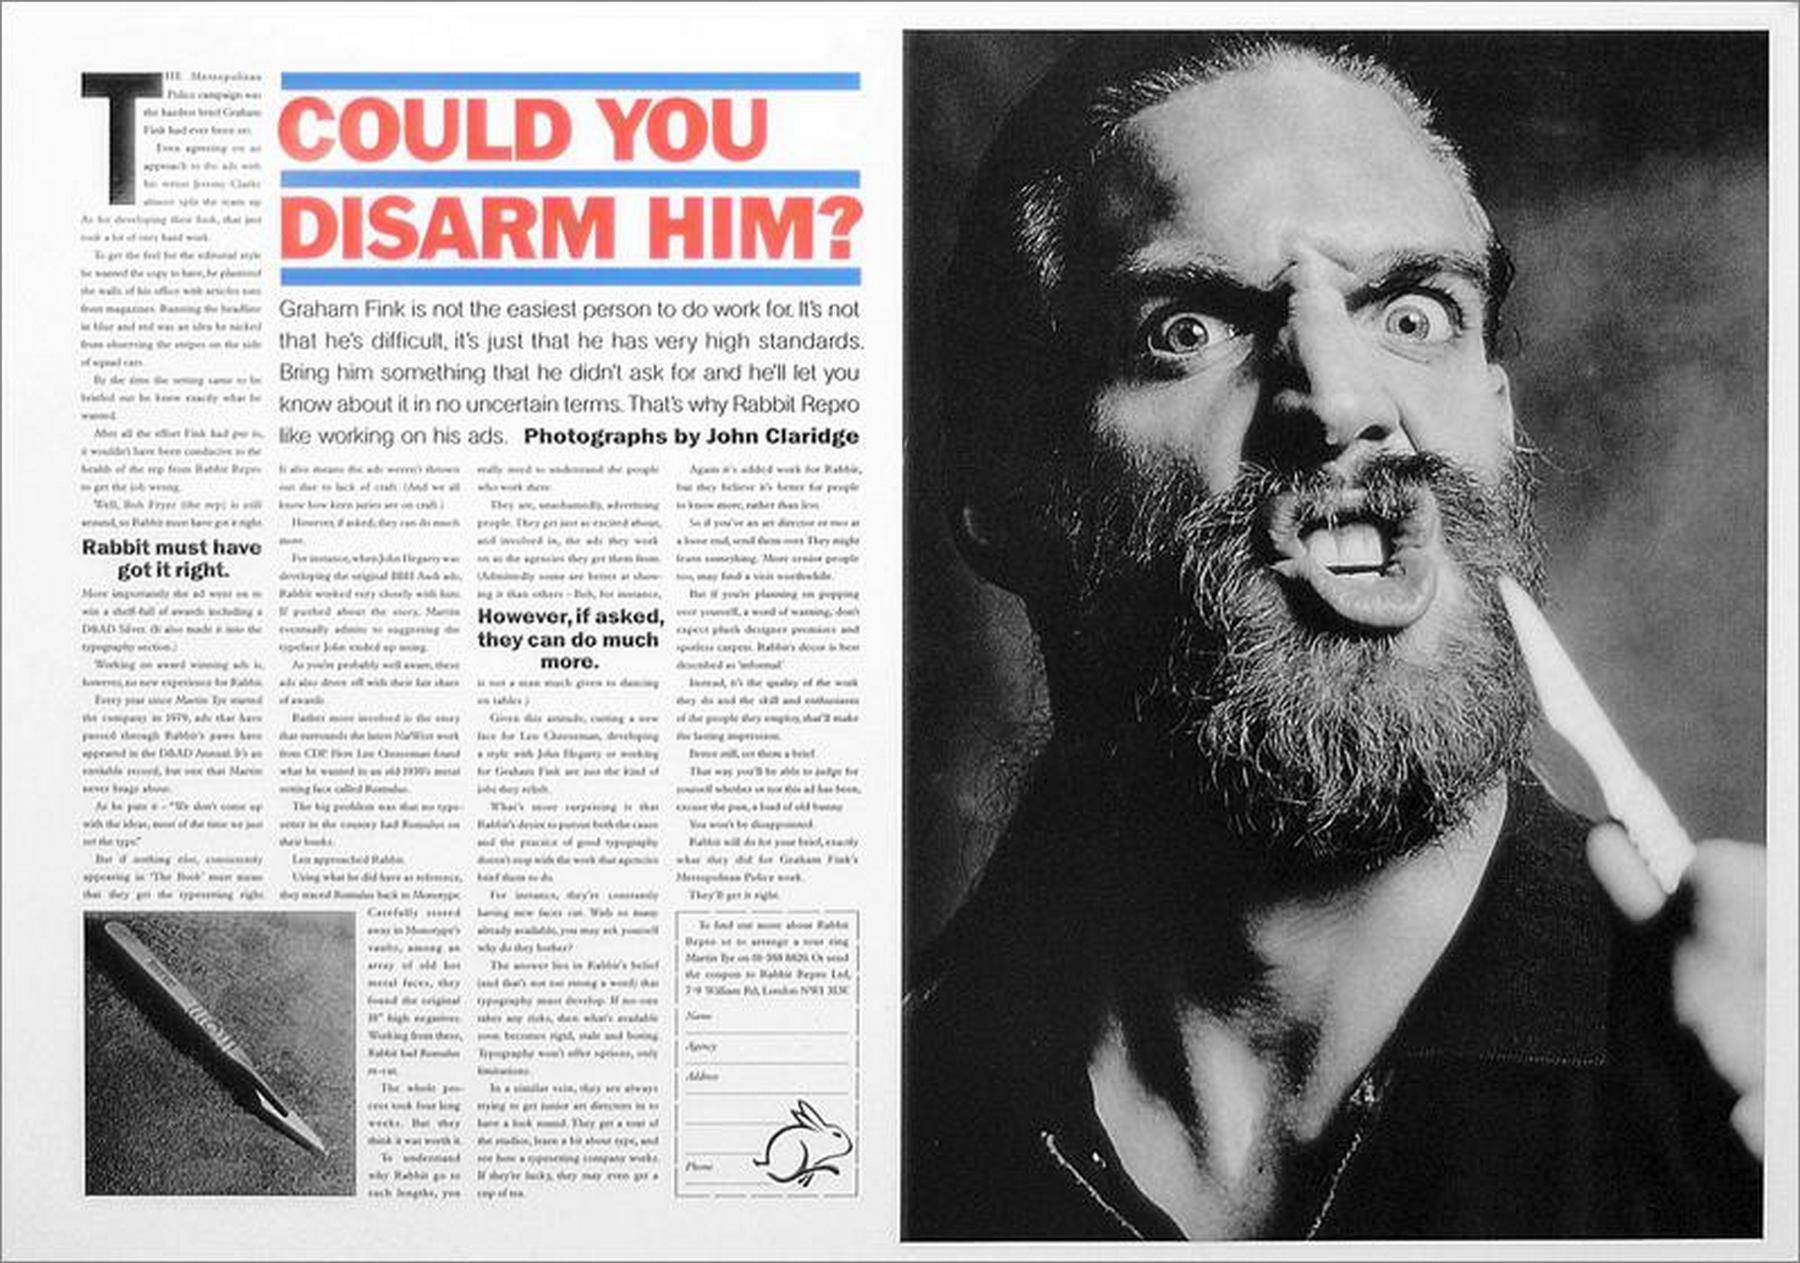 THE Metropolitan
Police campaign was
the hardest brief Graham
Fink had ever been set.
Even agreeing on an
approach to the ads with
his writer Jeremy Clarke
almost split the team up
As for developing their look, that just
took a lot of very hard work.
To get the feel for the editorial style
he wanted the copy to have, he plastered
the walls of his office with articles torn
from magazines. Running the headline
in blue and red was an idea he nicked
from observing the stripes on the side
of squad cars.
By the time the setting came to be
briefed out he knew exactly what he
wanted.
After all the effort Fink had put in,
it wouldn't have been conducive to the
health of the rep from Rabbit Repro
to get the job wrong.
Well, Bob Fryer (the rep) is still
around, so Rabbit must have got it right.
Rabbit must have
got it right.
More importantly the ad went on to
win a shelf-full of awards including a
D&AD Silver. (It also made it into the
typography section.)
Working on award winning ads is,
however, no new experience for Rabbit.
Every year since Martin Tye started
the company in 1979, ads that have
passed through Rabbit's paws have
appeared in the D&AD Annual. It's an
enviable record, but one that Martin
never brags about.
As he puts it – "We don't come up
with the ideas, most of the time we just
set the type."
But if nothing else, consistently
appearing in 'The Book' must mean
that they get the typesetting right.
COULD YOU
DISARM HIM?
Graham Fink is not the easiest person to do work for. It's not
that he's difficult, it's just that he has very high standards.
Bring him something that he didn't ask for and he'll let you
know about it in no uncertain terms. That's why Rabbit Repro
like working on his ads. Photographs by John Claridge
It also means the ads weren't thrown
out due to lack of craft. (And we all
know how keen juries are on craft.)
However, if asked, they can do much
more.
For instance, when John Hegarty was
developing the original BBH Audi ads,
Rabbit worked very closely with him.
If pushed about the story, Martin
eventually admits to suggesting the
typeface John ended up using.
As you're probably well aware, these
ads also drove off with their fair share
of awards.
Rather more involved is the story
that surrounds the latest NatWest work
from CDP. Here Len Cheeseman found
what he wanted in an old 1930's metal
setting face called Romulus.
The big problem was that no type-
setter in the country had Romulus on
their books.
Len approached Rabbit.
Using what he did have as reference,
they traced Romulus back to Monotype.
Carefully stored
away in Monotype's
vaults, among an
array of old hot
metal faces, they
found the original
10" high negatives.
Working from these,
Rabbit had Romulus
re-cut.
The whole pro-
cess took four long
weeks. But they
think it was worth it.
To understand
why Rabbit go to
such lengths, you
really need to understand the people
who work there.
They are, unashamedly, advertising
people. They get just as excited about,
and involved in, the ads they work
on as the agencies they get them from.
(Admittedly some are better at show-
ing it than others – Bob, for instance,
However, if asked,
they can do much
more.
is not a man much given to dancing
on tables.)
Given this attitude, cutting a new
face for Len Cheeseman, developing
a style with John Hegarty or working
for Graham Fink are just the kind of
jobs they relish.
What's more surprising is that
Rabbit's desire to pursue both the cause
and the practice of good typography
doesn't stop with the work that agencies
brief them to do.
For instance, they're constantly
having new faces cut. With so many
already available, you may ask yourself
why do they bother?
The answer lies in Rabbit's belief
(and that's not too strong a word) that
typography must develop. If no-one
takes any risks, then what's available
soon becomes rigid, stale and boring.
Typography won't offer options, only
limitations.
In a similar vein, they are always
trying to get junior art directors in to
have a look round. They get a tour of
the studios, learn a bit about type, and
see how a typesetting company works.
If they're lucky, they may even get a
cup of tea.
Again it's added work for Rabbit,
but they believe it's better for people
to know more, rather than less.
So if you've an art director or two at
a loose end, send them over. They might
learn something. More senior people
too, may find a visit worthwhile.
But if you're planning on popping
over yourself, a word of warning, don't
expect plush designer premises and
spotless carpets. Rabbit's decor is best
described as 'informal.'
Instead, it's the quality of the work
they do and the skill and enthusiasm
of the people they employ, that'll make
the lasting impression.
Better still, set them a brief.
That way you'll be able to judge for
yourself whether or not this ad has been,
excuse the pun, a load of old bunny.
You won't be disappointed.
Rabbit will do for your brief, exactly
what they did for Graham Fink's
Metropolitan Police work.
They'll get it right.
To find out more about Rabbit
Repro or to arrange a tour ring
Martin Tye on 01-388 8820. Or send
the coupon to Rabbit Repro Ltd,
7-9 William Rd, London NW1
Name
Agency
Address
Phone